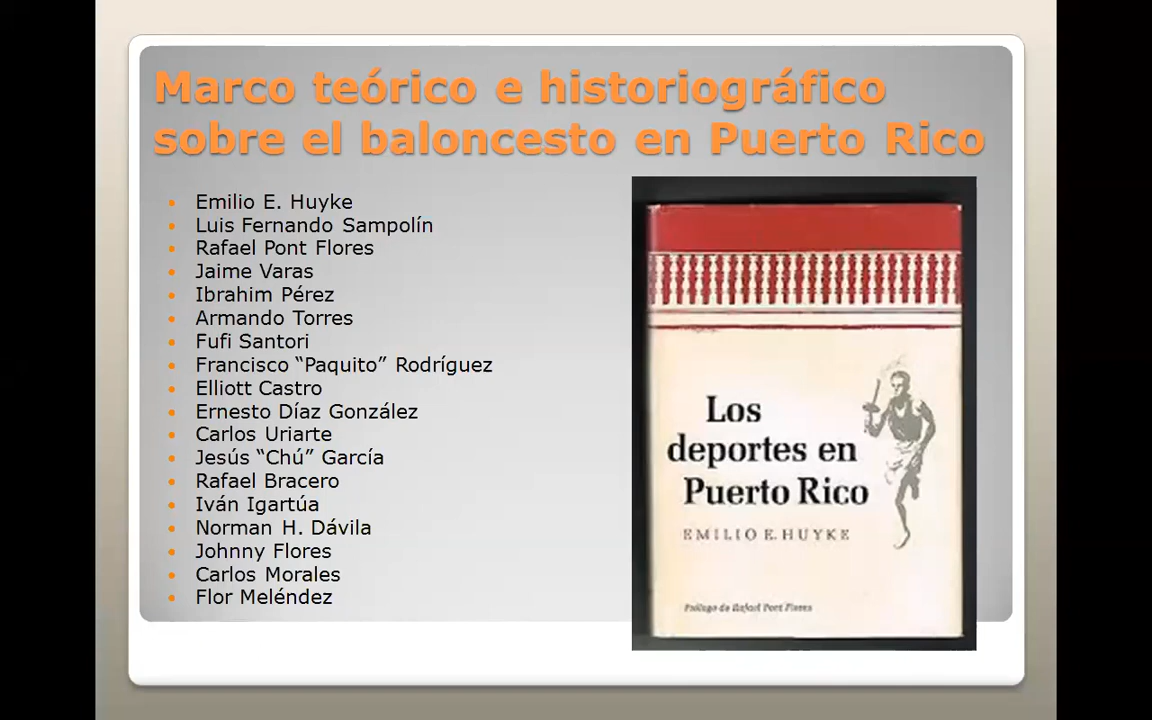 Marco teórico e historiográfico
sobre el baloncesto en Puerto Rico
Emilio E. Huyke
Luis Fernando Sampolín
Rafael Pont Flores
Jaime Varas
Ibrahim Pérez
Armando Torres
Fufi Santori
Francisco “Paquito” Rodríguez
Elliott Castro
Ernesto Díaz González
Carlos Uriarte
Jesús “Chú” García
Rafael Bracero
Iván Igartúa
Norman H. Dávila
Johnny Flores
Carlos Morales
Flor Meléndez
Los
deportes en
Puerto Rico
EMILIO E. HUYKE
Prólogo de Rafael Pont Flores